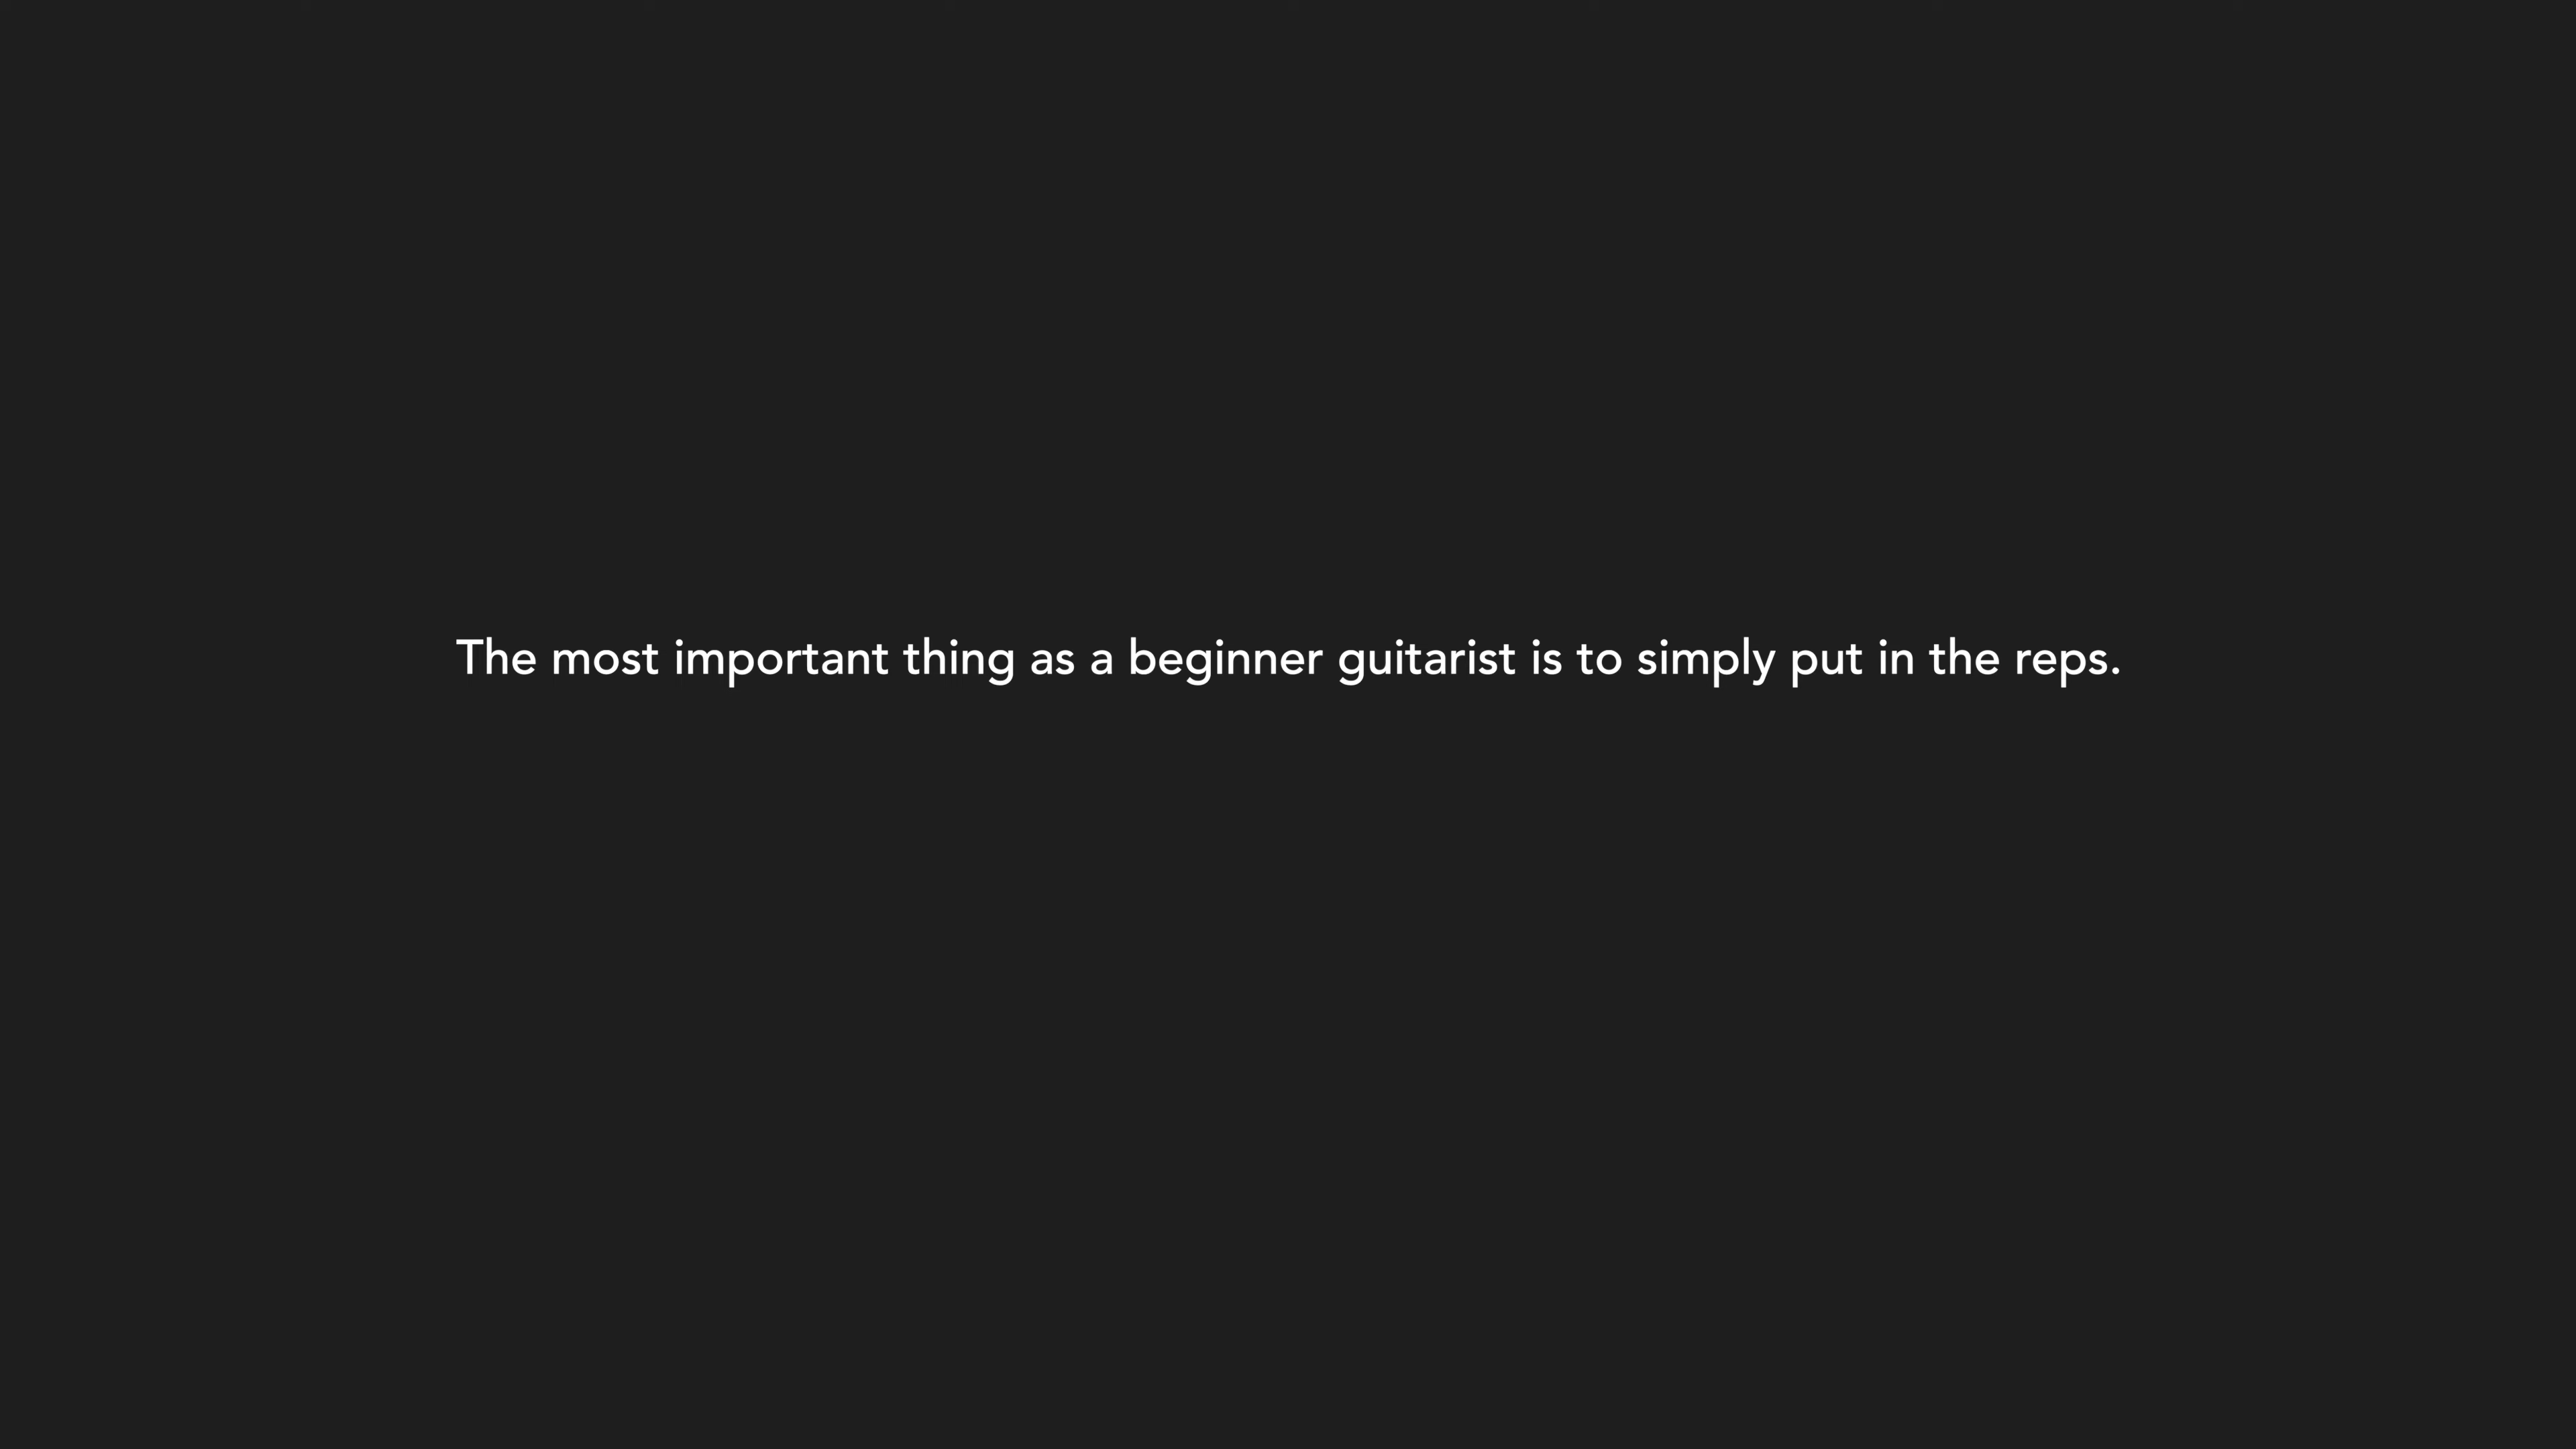 The most important thing as a beginner guitarist is to simply put in the reps.